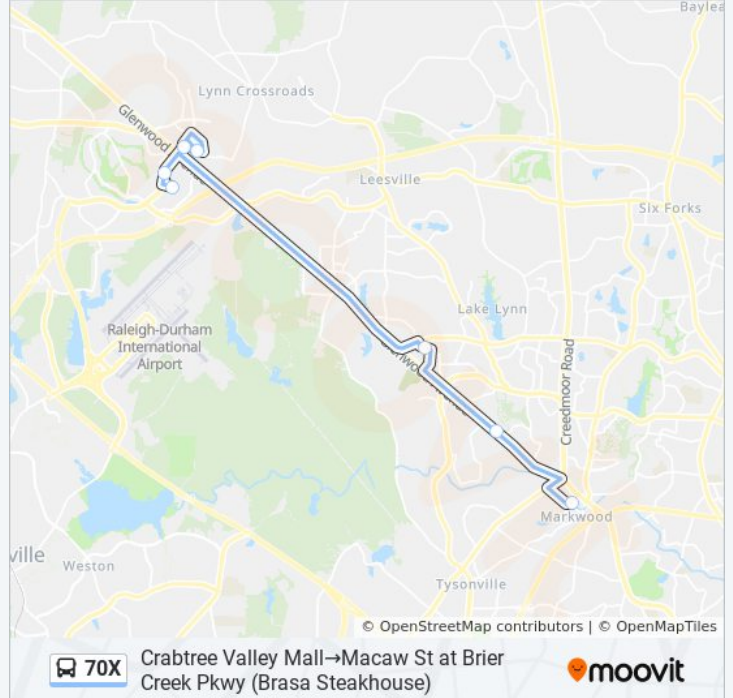 Baylea
Lynn Crossroads
Glenwood
Leesville
Six Forks
Lake Lynn
Raleigh-Durham
International
Airport
Creedmoor Road
Markwood
ville
Weston
Tysonville
© OpenStreetMap contributors | © OpenMapTiles
70X
Crabtree Valley Mall→Macaw St at Brier
Creek Pkwy (Brasa Steakhouse)
moovit